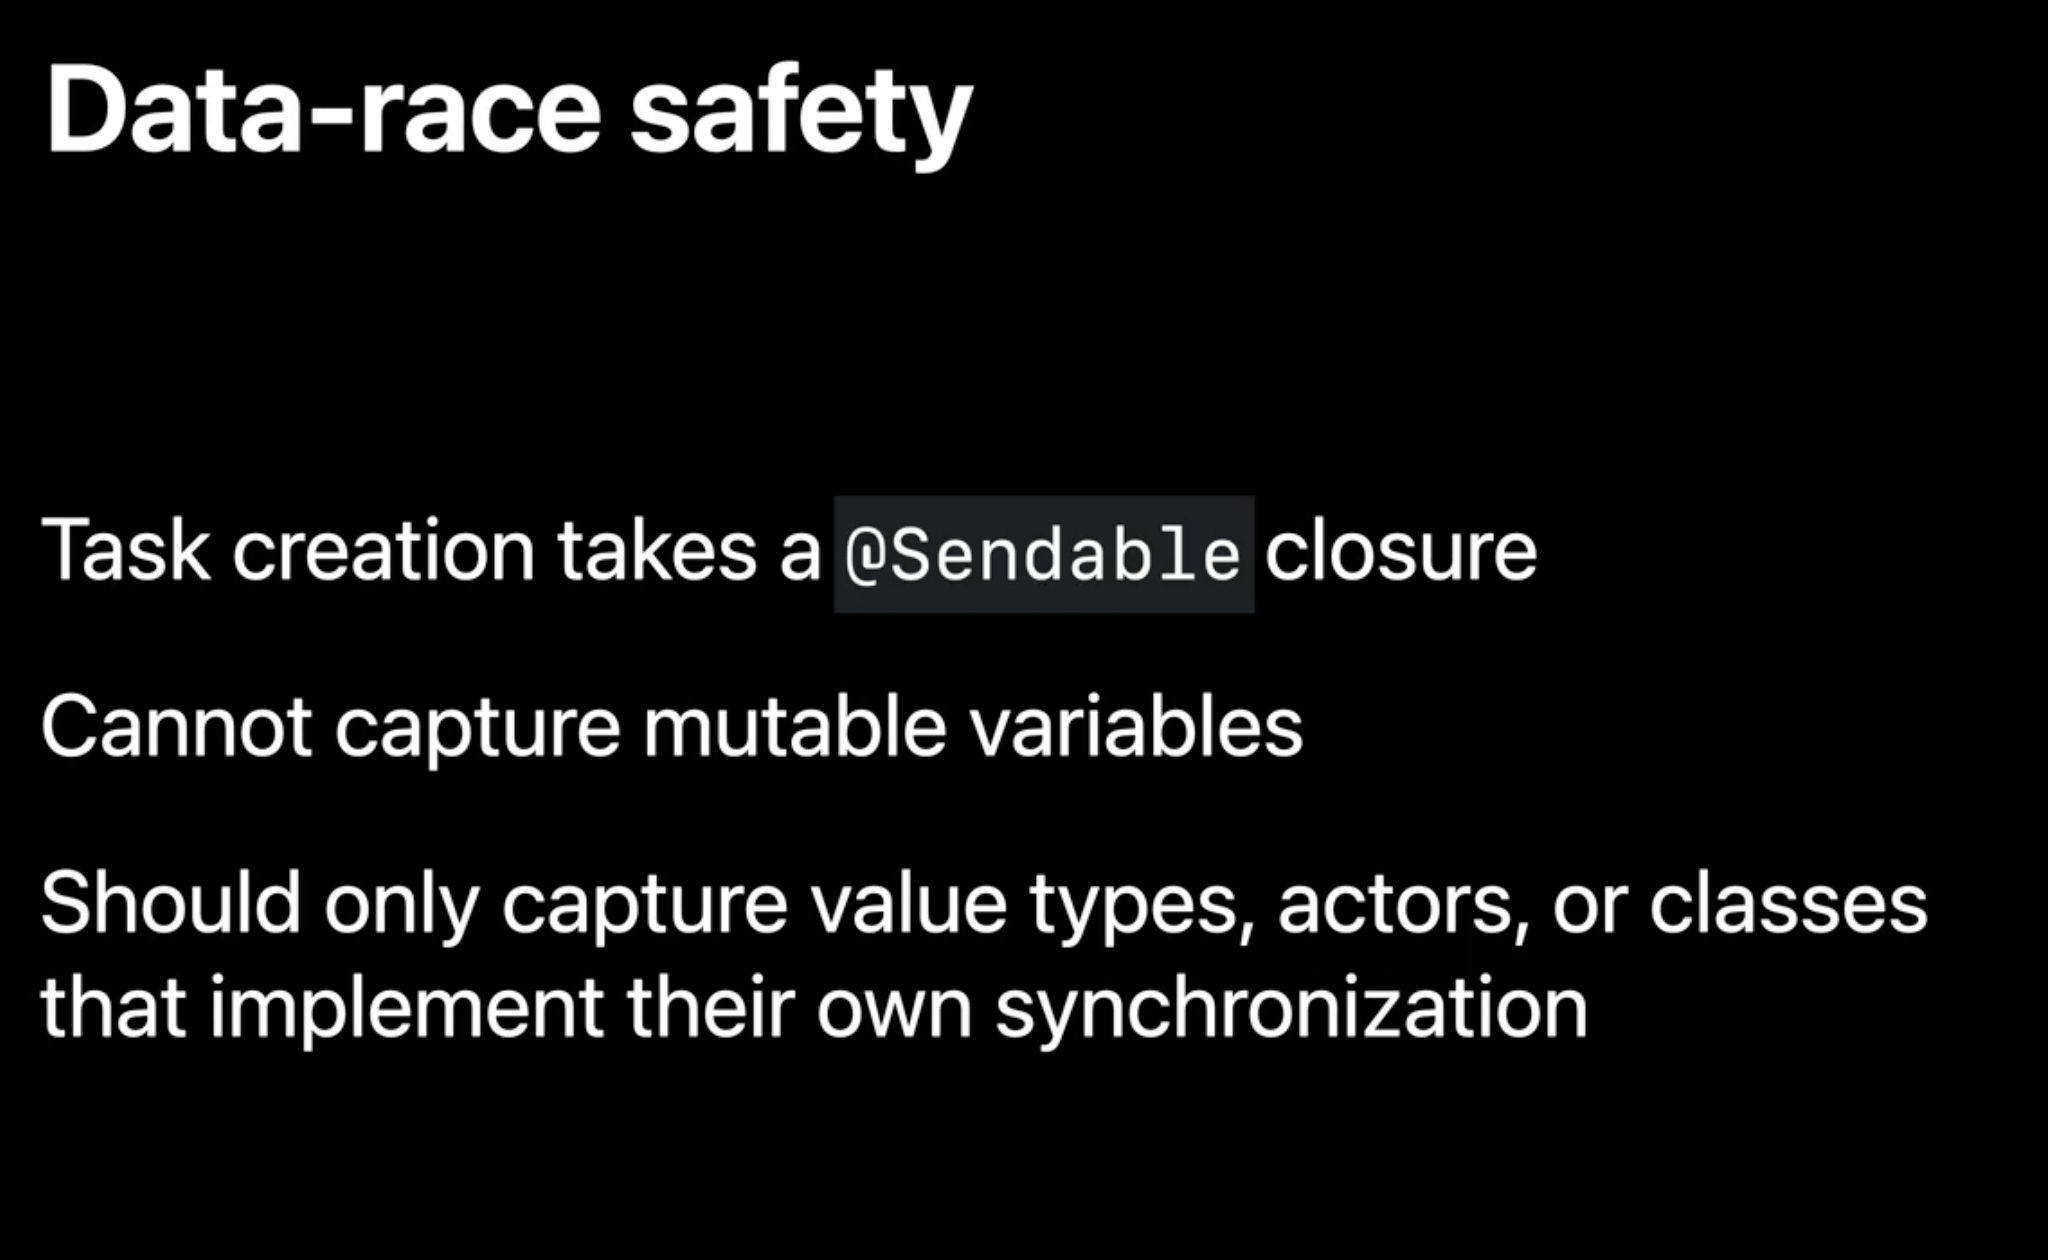 Data-race safety
Task creation takes a @Sendable closure
Cannot capture mutable variables
Should only capture value types, actors, or classes
that implement their own synchronization